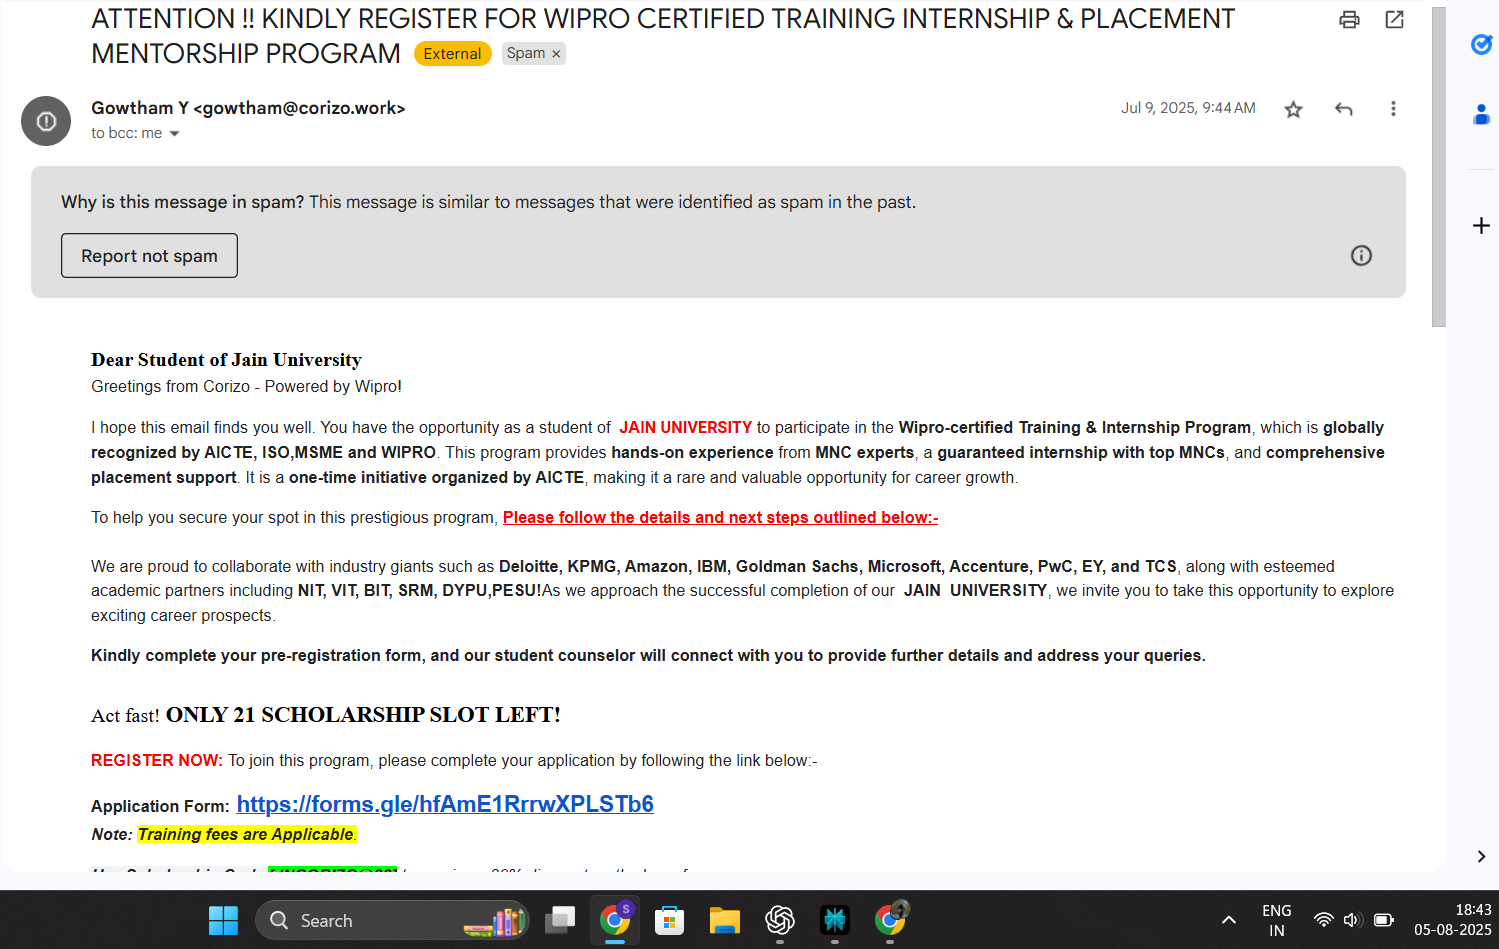 ATTENTION !! KINDLY REGISTER FOR WIPRO CERTIFIED TRAINING INTERNSHIP & PLACEMENT
MENTORSHIP PROGRAM External Spam ×
Gowtham Y <gowtham@corizo.work>
Jul 9, 2025, 9:44 AM
to bcc: me
Why is this message in spam? This message is similar to messages that were identified as spam in the past.
Report not spam
Dear Student of Jain University
Greetings from Corizo - Powered by Wipro!
I hope this email finds you well. You have the opportunity as a student of JAIN UNIVERSITY to participate in the Wipro-certified Training & Internship Program, which is globally
recognized by AICTE, ISO,MSME and WIPRO. This program provides hands-on experience from MNC experts, a guaranteed internship with top MNCs, and comprehensive
placement support. It is a one-time initiative organized by AICTE, making it a rare and valuable opportunity for career growth.
To help you secure your spot in this prestigious program, Please follow the details and next steps outlined below:-
We are proud to collaborate with industry giants such as Deloitte, KPMG, Amazon, IBM, Goldman Sachs, Microsoft, Accenture, PwC, EY, and TCS, along with esteemed
academic partners including NIT, VIT, BIT, SRM, DYPU,PESU!As we approach the successful completion of our JAIN UNIVERSITY, we invite you to take this opportunity to explore
exciting career prospects.
Kindly complete your pre-registration form, and our student counselor will connect with you to provide further details and address your queries.
Act fast! ONLY 21 SCHOLARSHIP SLOT LEFT!
REGISTER NOW: To join this program, please complete your application by following the link below:-
Application Form: https://forms.gle/hfAmE1RrrwXPLSTb6
Note: Training fees are Applicable.
S
Search
ENG
IN
18:43
05-08-2025